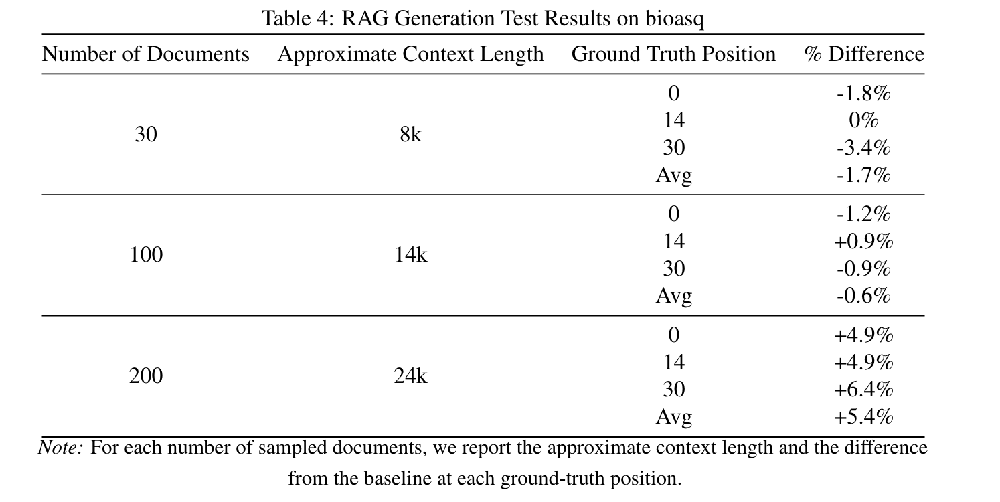 Table 4: RAG Generation Test Results on bioasq
Number of Documents Approximate Context Length Ground Truth Position % Difference
0 -1.8%
14 0%
30 8k
30 -3.4%
Avg -1.7%
0 -1.2%
14 +0.9%
100 14k
30 -0.9%
Avg -0.6%
0 +4.9%
14 +4.9%
200 24k
30 +6.4%
Avg +5.4%
Note: For each number of sampled documents, we report the approximate context length and the difference
from the baseline at each ground-truth position.